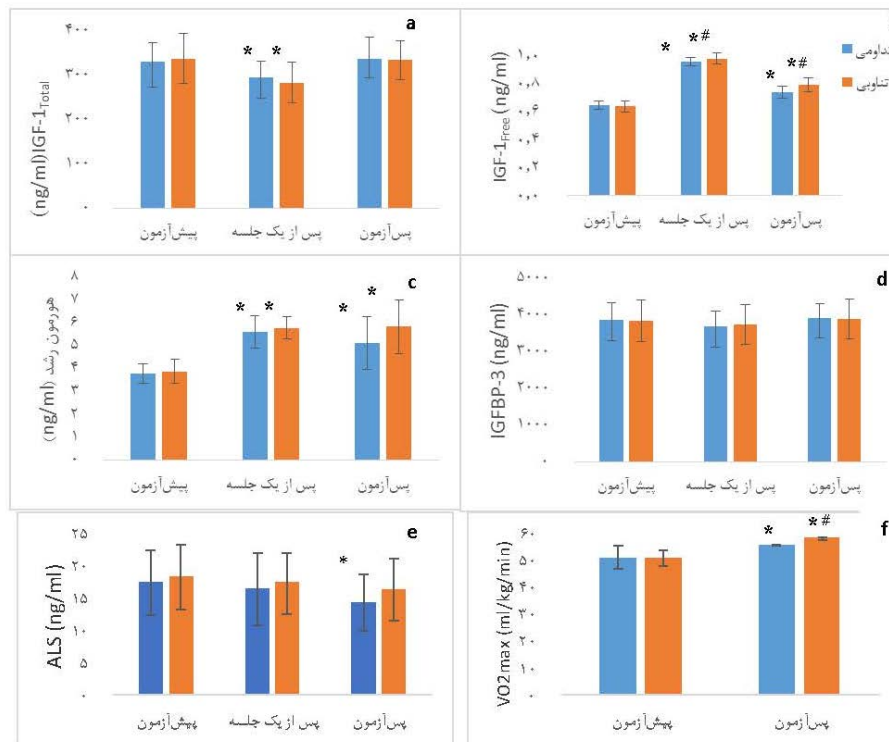 a
IGF-1Total (ng/ml)
۴۰۰
۳۰۰
۲۰۰
۱۰۰
۰
* *
پیش‌آزمون
پس از یک جلسه
پس‌آزمون
IGF-1Free (ng/ml)
۱,۰
۰,۸
۰,۶
۰,۴
۰,۲
۰,۰
* *#
* *#
تداومی
تناوبی
پیش‌آزمون
پس از یک جلسه
پس‌آزمون
c
هورمون رشد (ng/ml)
۸
۷
۶
۵
۴
۳
۲
۱
۰
* *
* *
پیش‌آزمون
پس از یک جلسه
پس‌آزمون
d
IGFBP-3 (ng/ml)
۵۰۰۰
۴۰۰۰
۳۰۰۰
۲۰۰۰
۱۰۰۰
۰
پیش‌آزمون
پس از یک جلسه
پس‌آزمون
e
ALS (ng/ml)
۲۵
۲۰
۱۵
۱۰
۵
۰
*
پیش‌آزمون
پس از یک جلسه
پس‌آزمون
f
VO2max (ml/kg/min)
۶۰
۵۰
۴۰
۳۰
۲۰
۱۰
۰
* *#
پیش‌آزمون
پس‌آزمون